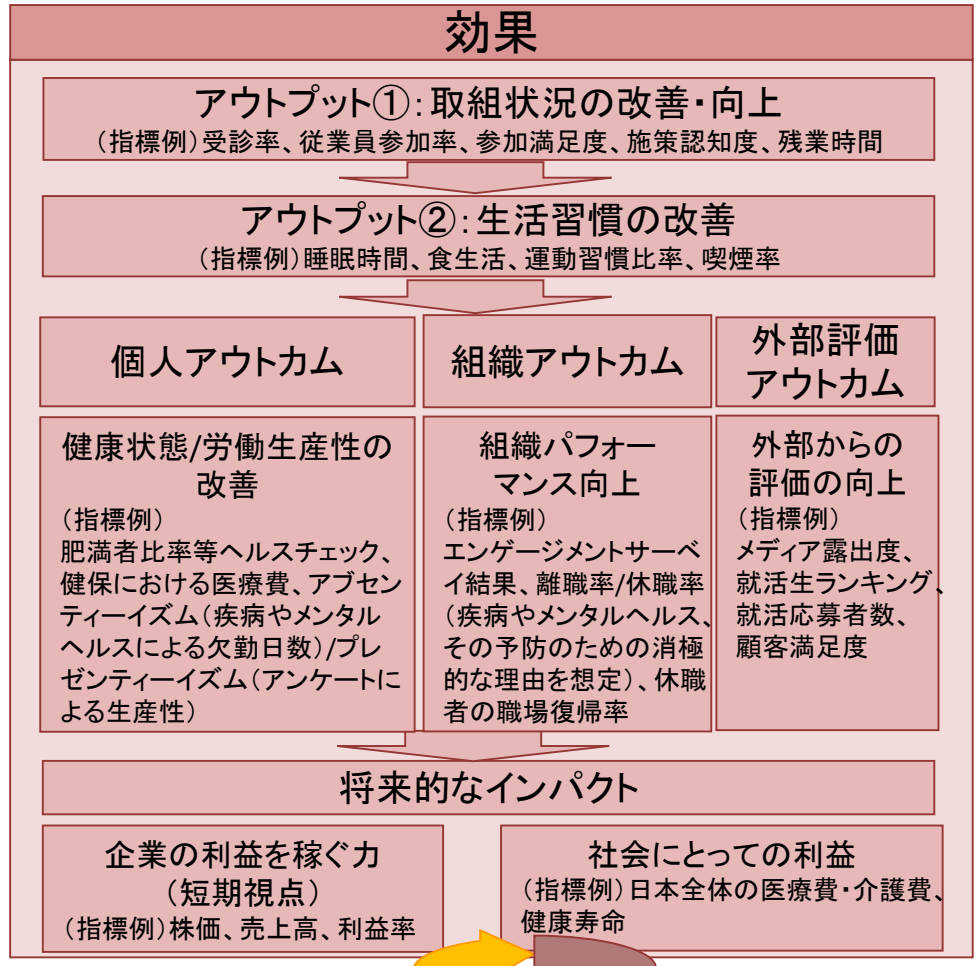 効果
アウトプット①:取組状況の改善・向上
(指標例)受診率、従業員参加率、参加満足度、施策認知度、残業時間
アウトプット②:生活習慣の改善
(指標例)睡眠時間、食生活、運動習慣比率、喫煙率
個人アウトカム
健康状態/労働生産性の
改善
(指標例)
肥満者比率等ヘルスチェック、
健保における医療費、アブセン
ティーイズム(疾病やメンタル
ヘルスによる欠勤日数)/プレ
ゼンティーイズム(アンケートに
よる生産性)
組織アウトカム
組織パフォー
マンス向上
(指標例)
エンゲージメントサーベ
イ結果、離職率/休職率
(疾病やメンタルヘルス、
その予防のための消極
的な理由を想定)、休職
者の職場復帰率
外部評価
アウトカム
外部からの
評価の向上
(指標例)
メディア露出度、
就活生ランキング、
就活応募者数、
顧客満足度
将来的なインパクト
企業の利益を稼ぐ力
(短期視点)
(指標例)株価、売上高、利益率
社会にとっての利益
(指標例)日本全体の医療費・介護費、
健康寿命